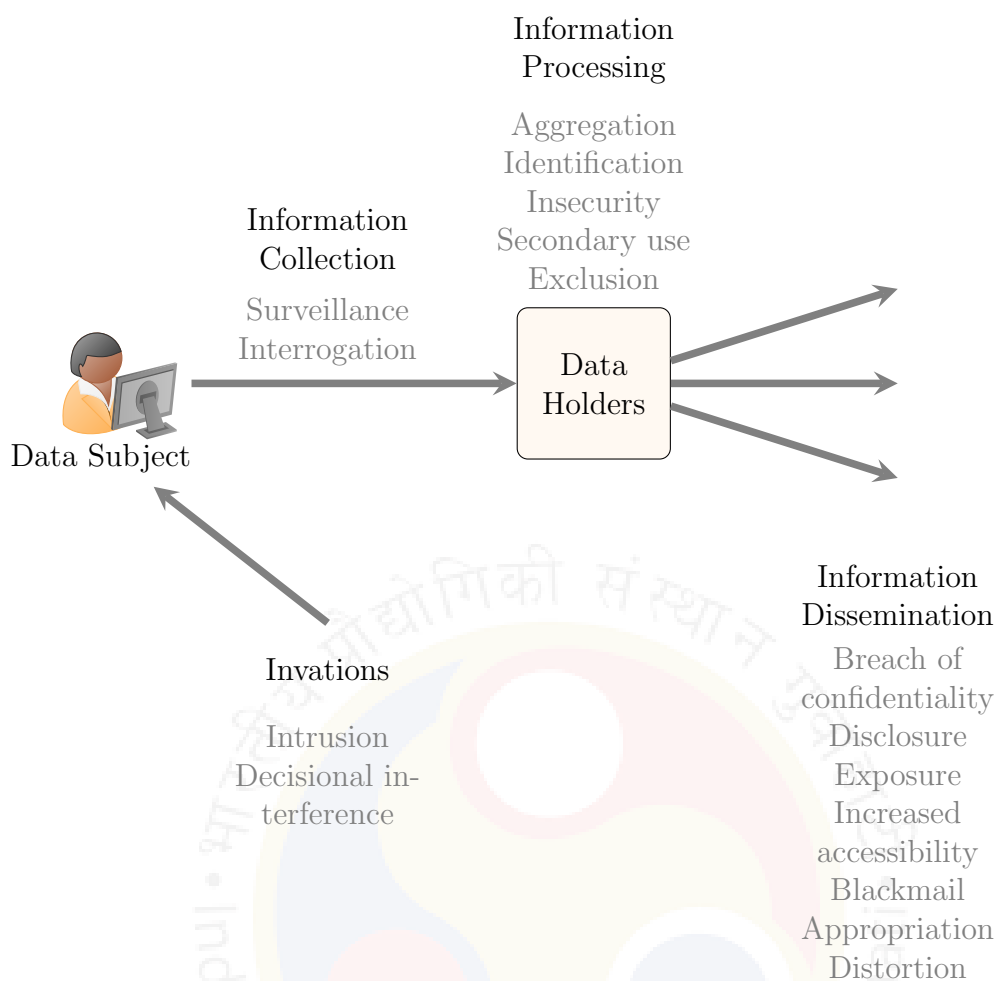 Information
Processing
Aggregation
Identification
Insecurity
Secondary use
Exclusion
Information
Collection
Surveillance
Interrogation
Data
Holders
Data Subject
Invations
Intrusion
Decisional in-
terference
Information
Dissemination
Breach of
confidentiality
Disclosure
Exposure
Increased
accessibility
Blackmail
Appropriation
Distortion
भारतीय प्रौद्योगिकी संस्थान